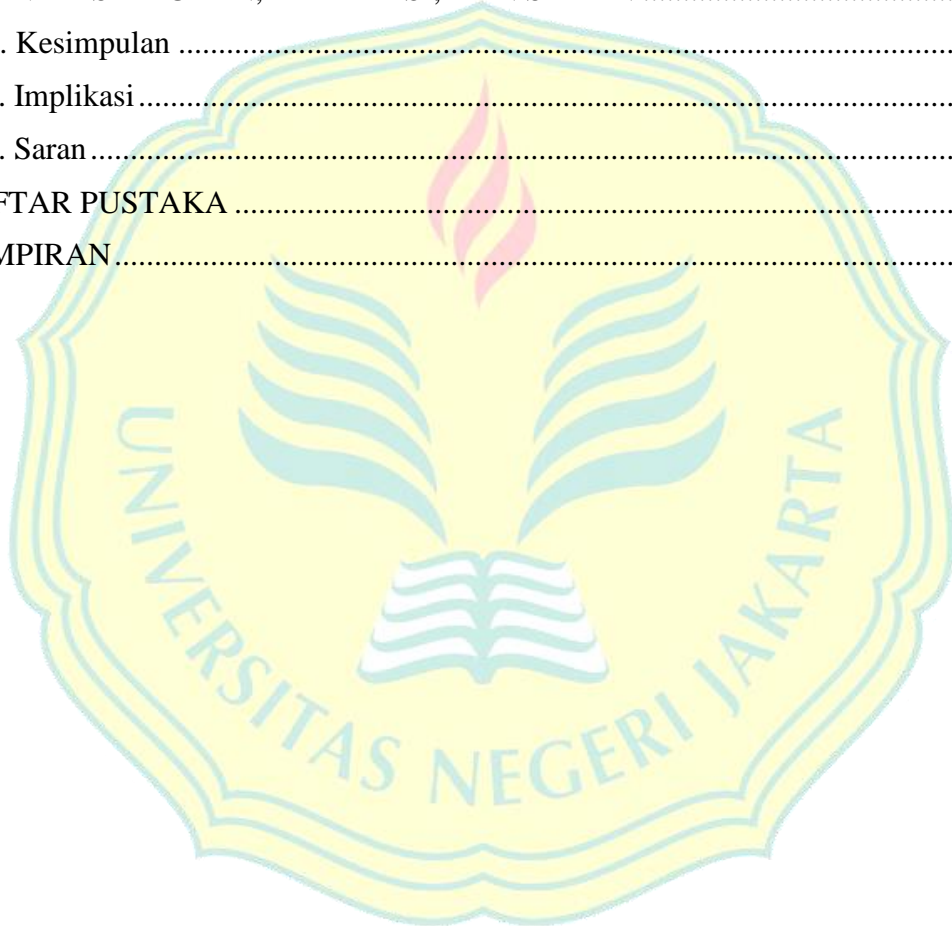 . Kesimpulan ................................................................................................
. Implikasi .....................................................................................................
. Saran ...........................................................................................................
FTAR PUSTAKA .........................................................................................
MPIRAN ........................................................................................................
UNIVERSITAS NEGERI JAKARTA